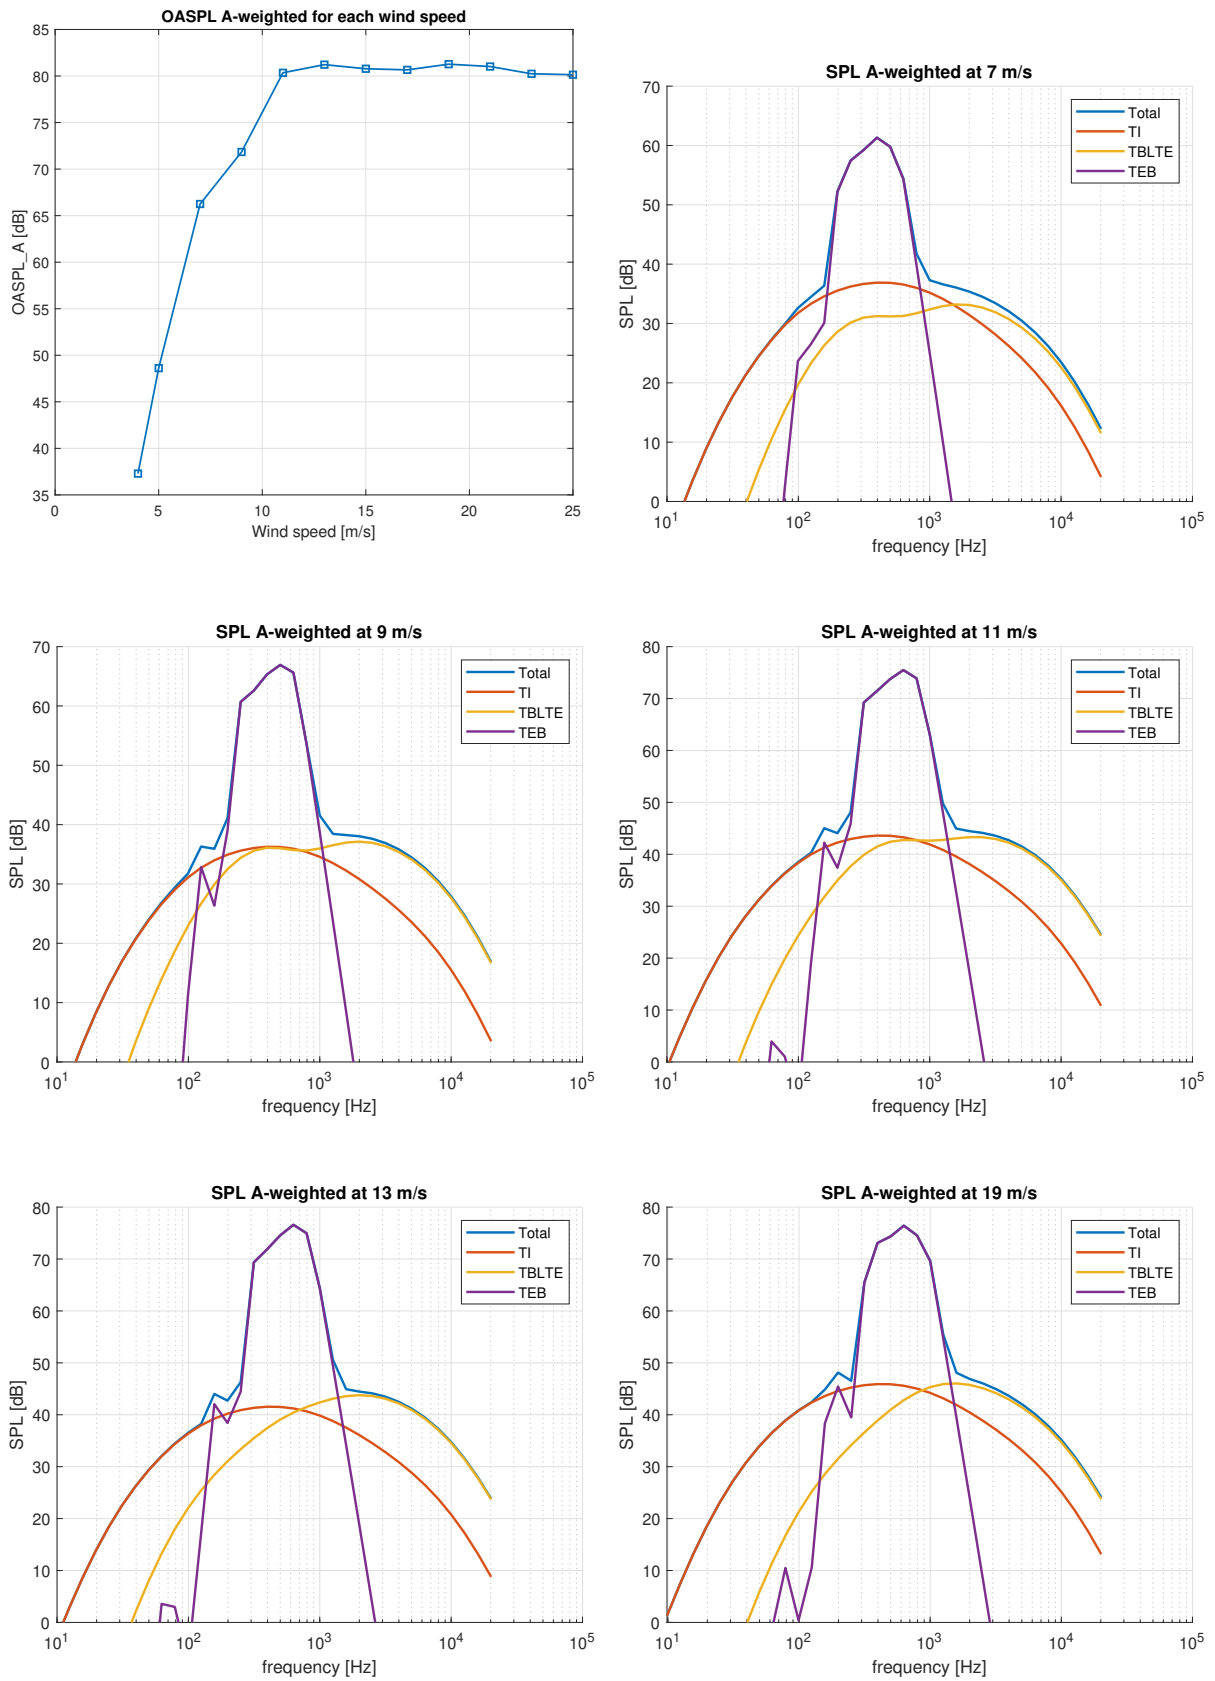 OASPL A-weighted for each wind speed
85
80
75
70
65
60
55
50
45
40
35
0 5 10 15 20 25
OASPL_A [dB]
Wind speed [m/s]
SPL A-weighted at 7 m/s
70
60
50
40
30
20
10
0
10^1 10^2 10^3 10^4 10^5
SPL [dB]
frequency [Hz]
Total
TI
TBLTE
TEB
SPL A-weighted at 9 m/s
70
60
50
40
30
20
10
0
10^1 10^2 10^3 10^4 10^5
SPL [dB]
frequency [Hz]
Total
TI
TBLTE
TEB
SPL A-weighted at 11 m/s
80
70
60
50
40
30
20
10
0
10^1 10^2 10^3 10^4 10^5
SPL [dB]
frequency [Hz]
Total
TI
TBLTE
TEB
SPL A-weighted at 13 m/s
80
70
60
50
40
30
20
10
0
10^1 10^2 10^3 10^4 10^5
SPL [dB]
frequency [Hz]
Total
TI
TBLTE
TEB
SPL A-weighted at 19 m/s
80
70
60
50
40
30
20
10
0
10^1 10^2 10^3 10^4 10^5
SPL [dB]
frequency [Hz]
Total
TI
TBLTE
TEB